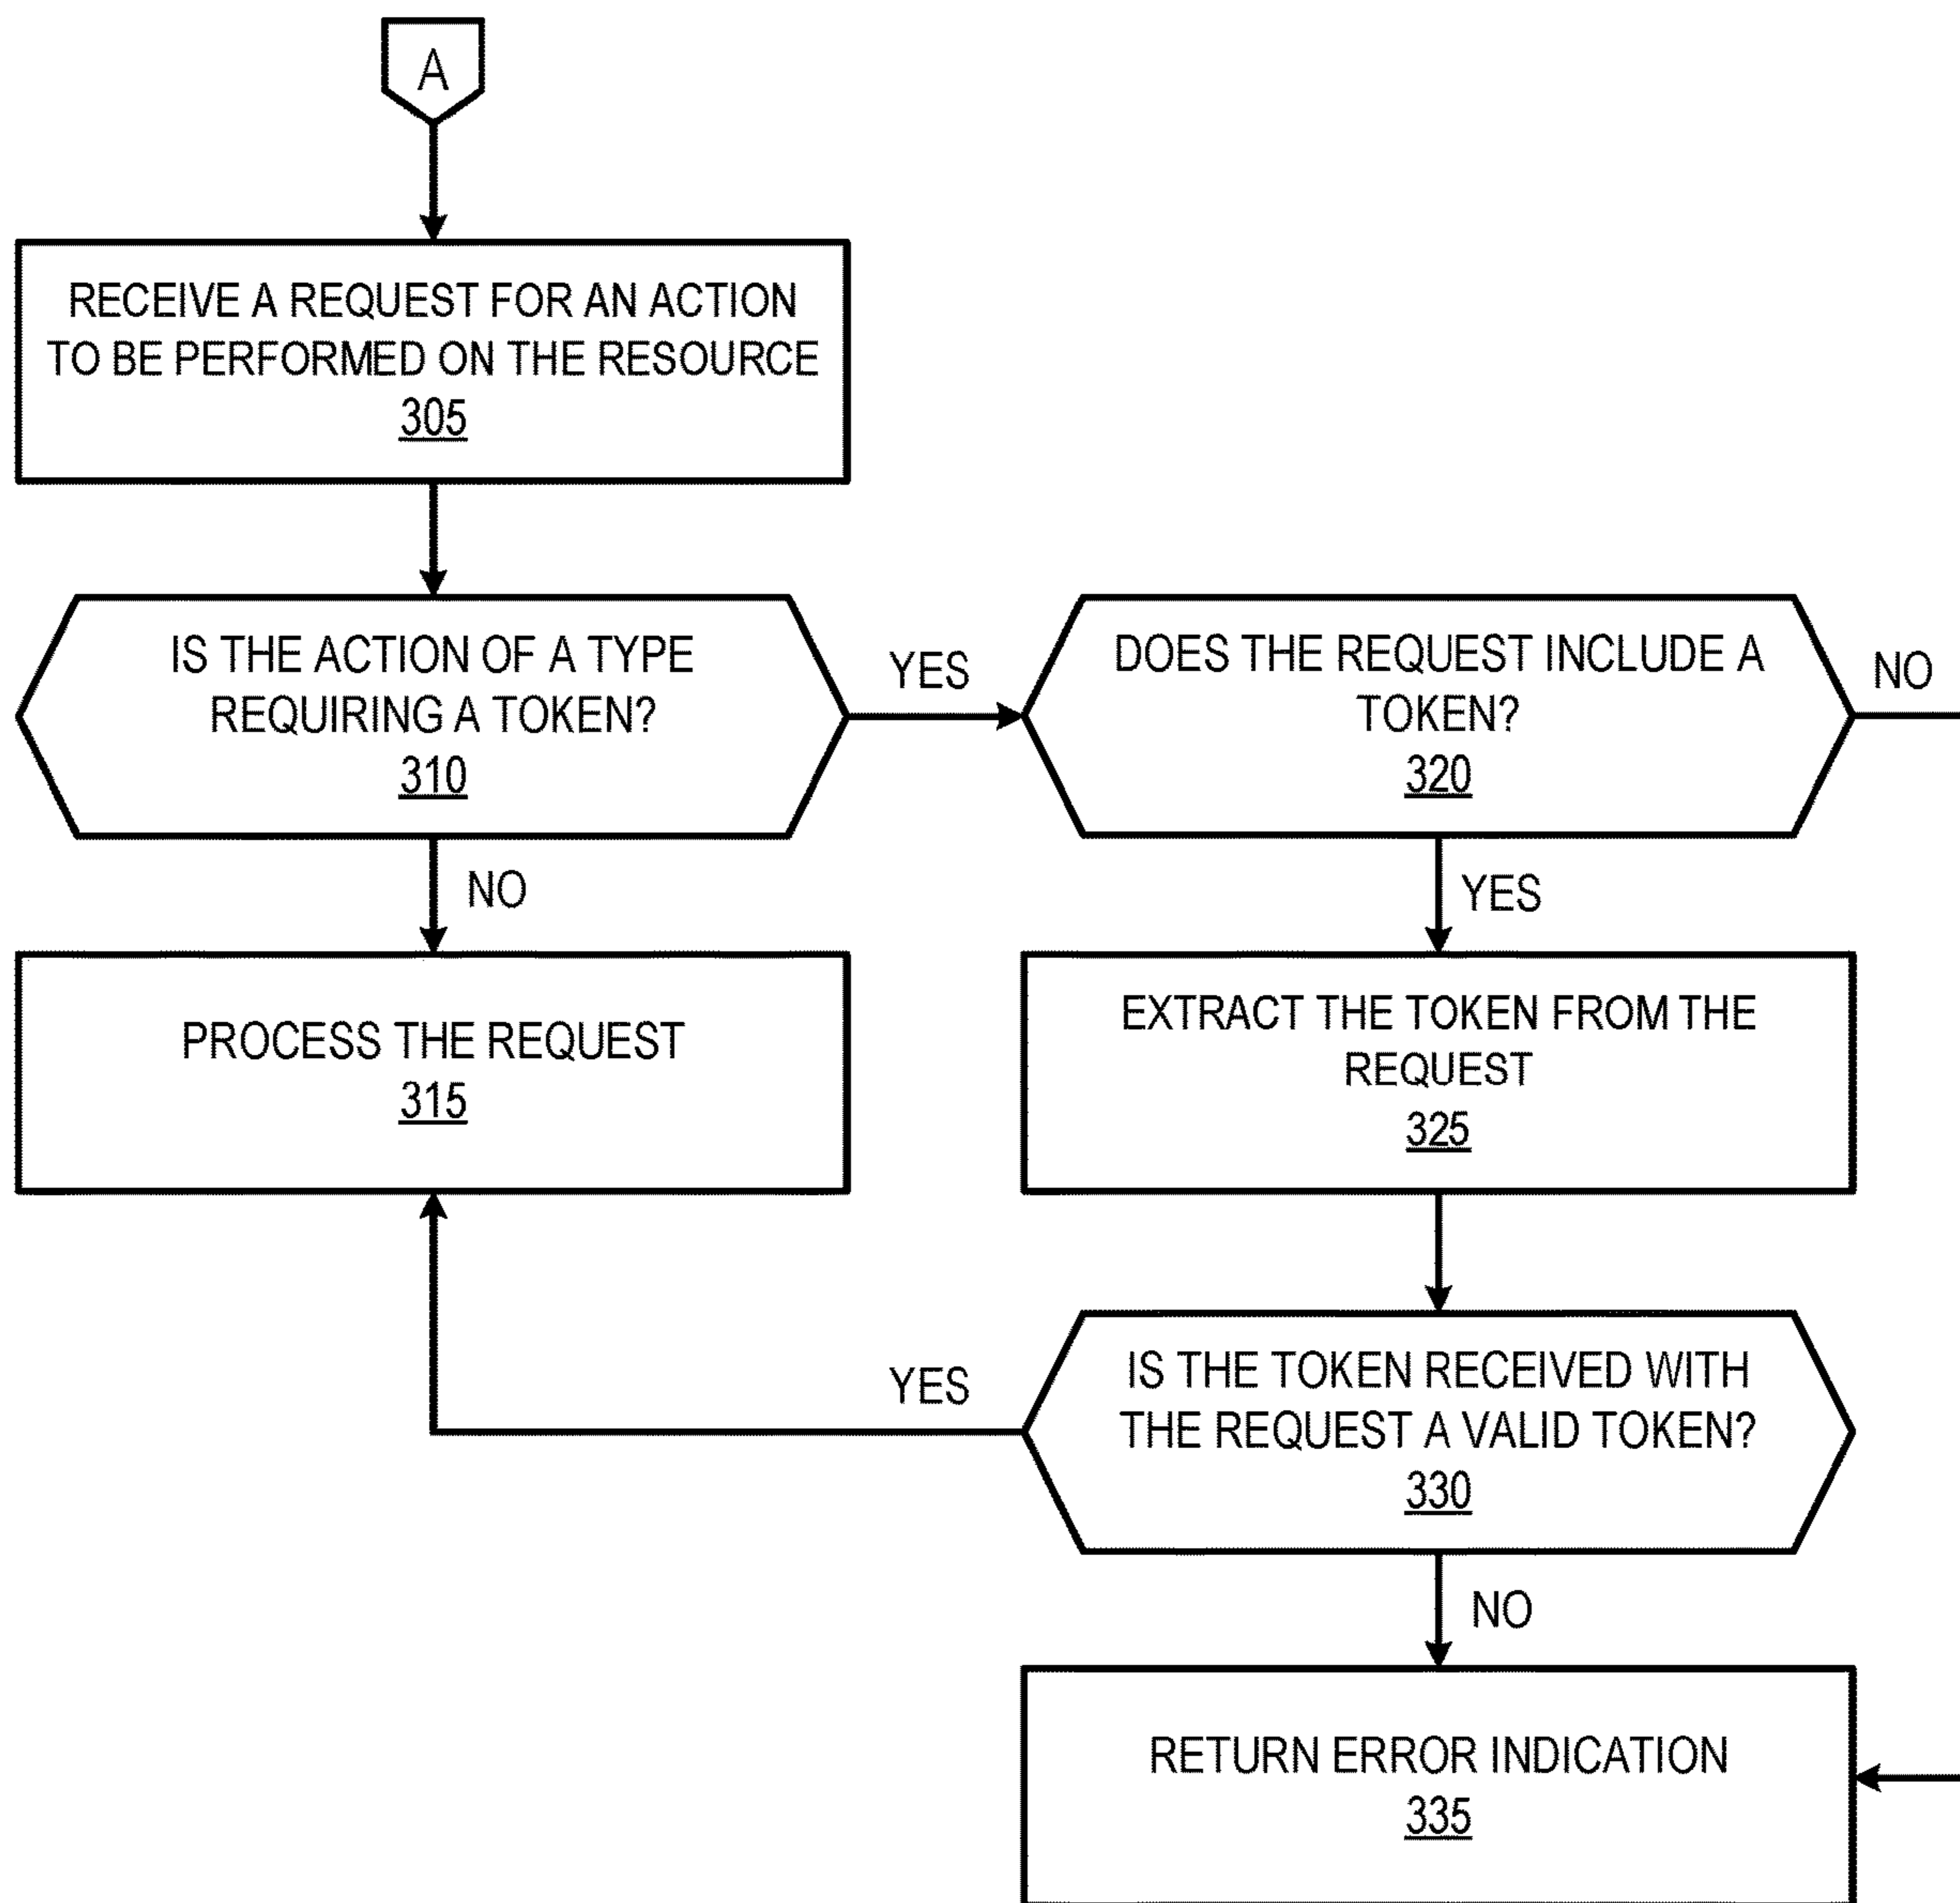 A
RECEIVE A REQUEST FOR AN ACTION
TO BE PERFORMED ON THE RESOURCE
305
IS THE ACTION OF A TYPE
REQUIRING A TOKEN?
310
YES
DOES THE REQUEST INCLUDE A
TOKEN?
320
NO
NO
YES
PROCESS THE REQUEST
315
EXTRACT THE TOKEN FROM THE
REQUEST
325
YES
IS THE TOKEN RECEIVED WITH
THE REQUEST A VALID TOKEN?
330
NO
RETURN ERROR INDICATION
335